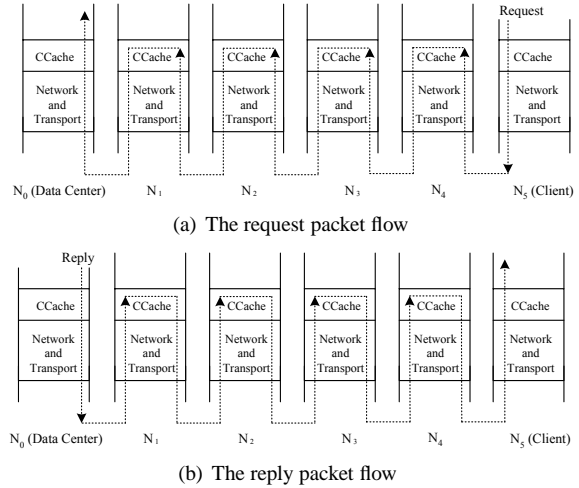 Request
CCache CCache CCache CCache CCache CCache
Network and Transport
Network and Transport
Network and Transport
Network and Transport
Network and Transport
Network and Transport
N0 (Data Center) N1 N2 N3 N4 N5 (Client)
(a) The request packet flow
Reply
CCache CCache CCache CCache CCache CCache
Network and Transport
Network and Transport
Network and Transport
Network and Transport
Network and Transport
Network and Transport
N0 (Data Center) N1 N2 N3 N4 N5 (Client)
(b) The reply packet flow